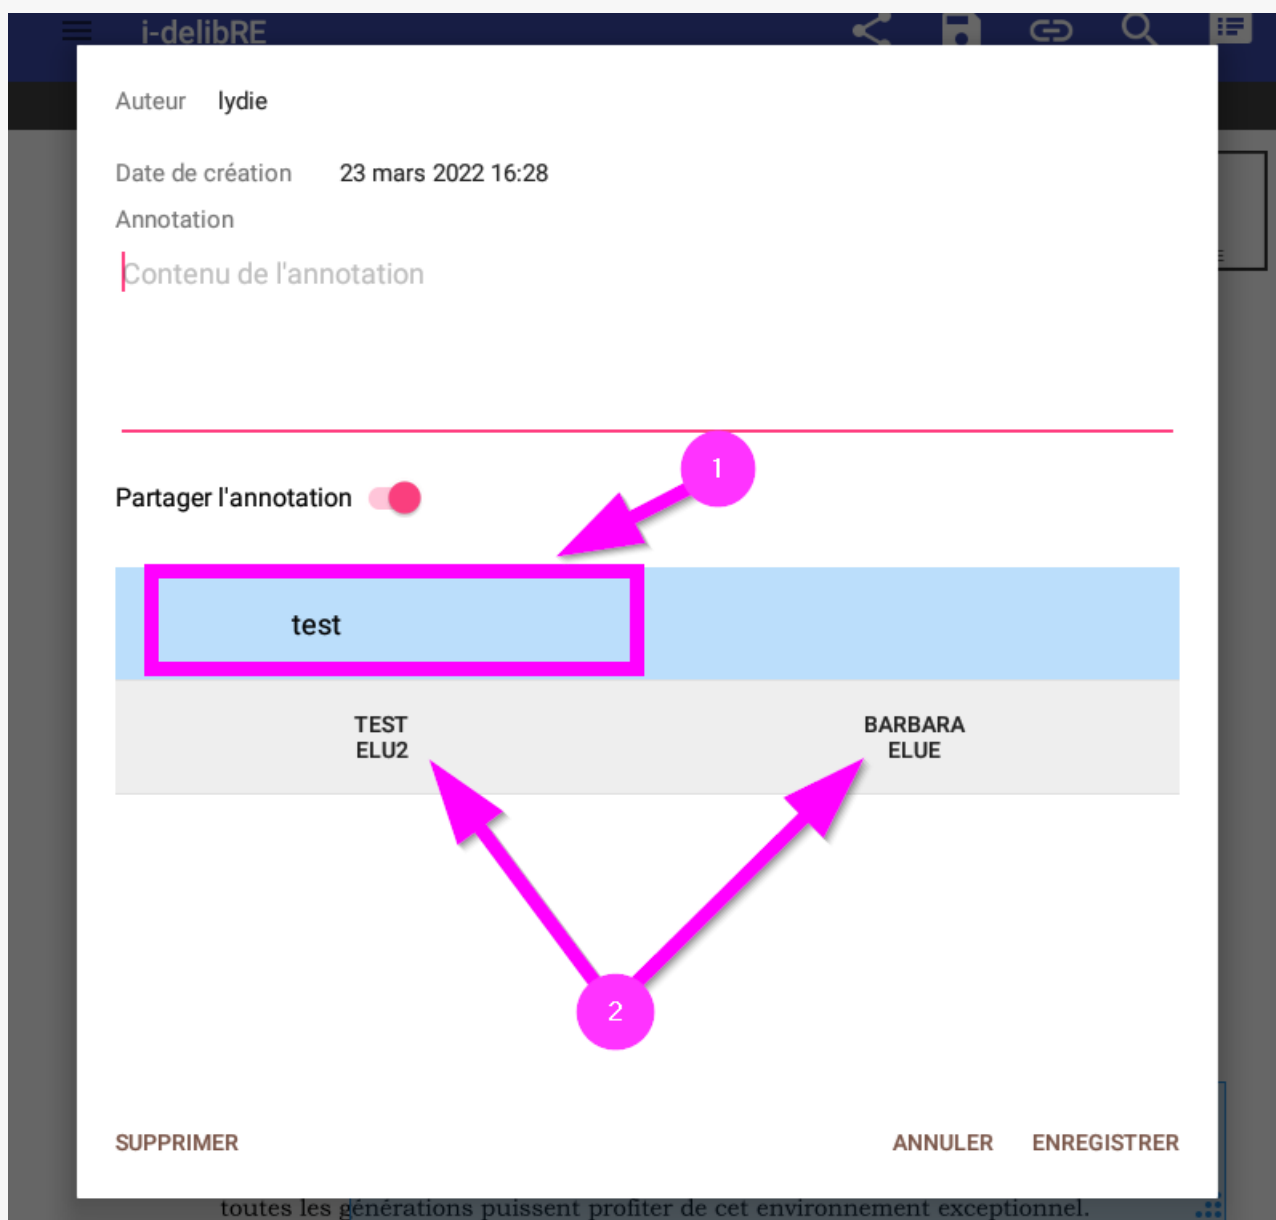 i-delibRE
Auteur lydie
Date de création 23 mars 2022 16:28
Annotation
Contenu de l'annotation
1
Partager l'annotation
test
TEST
ELU2
BARBARA
ELUE
2
SUPPRIMER ANNULER ENREGISTRER
toutes les générations puissent profiter de cet environnement exceptionnel.